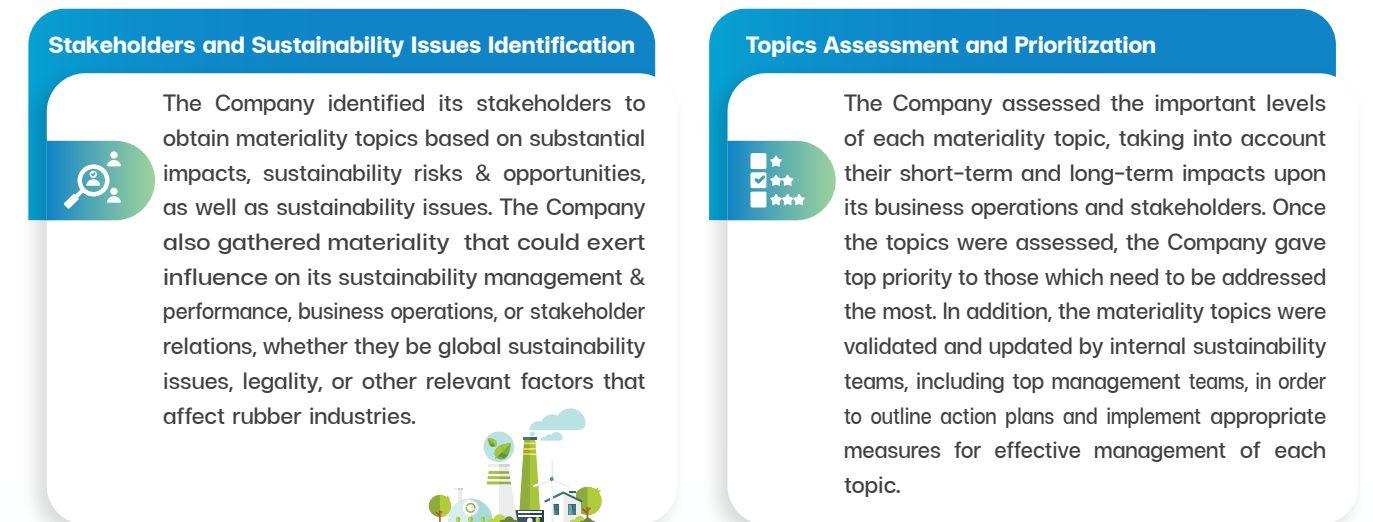 Stakeholders and Sustainability Issues Identification
The Company identified its stakeholders to
obtain materiality topics based on substantial
impacts, sustainability risks & opportunities,
as well as sustainability issues. The Company
also gathered materiality that could exert
influence on its sustainability management &
performance, business operations, or stakeholder
relations, whether they be global sustainability
issues, legality, or other relevant factors that
affect rubber industries.
Topics Assessment and Prioritization
The Company assessed the important levels
of each materiality topic, taking into account
their short-term and long-term impacts upon
its business operations and stakeholders. Once
the topics were assessed, the Company gave
top priority to those which need to be addressed
the most. In addition, the materiality topics were
validated and updated by internal sustainability
teams, including top management teams, in order
to outline action plans and implement appropriate
measures for effective management of each
topic.